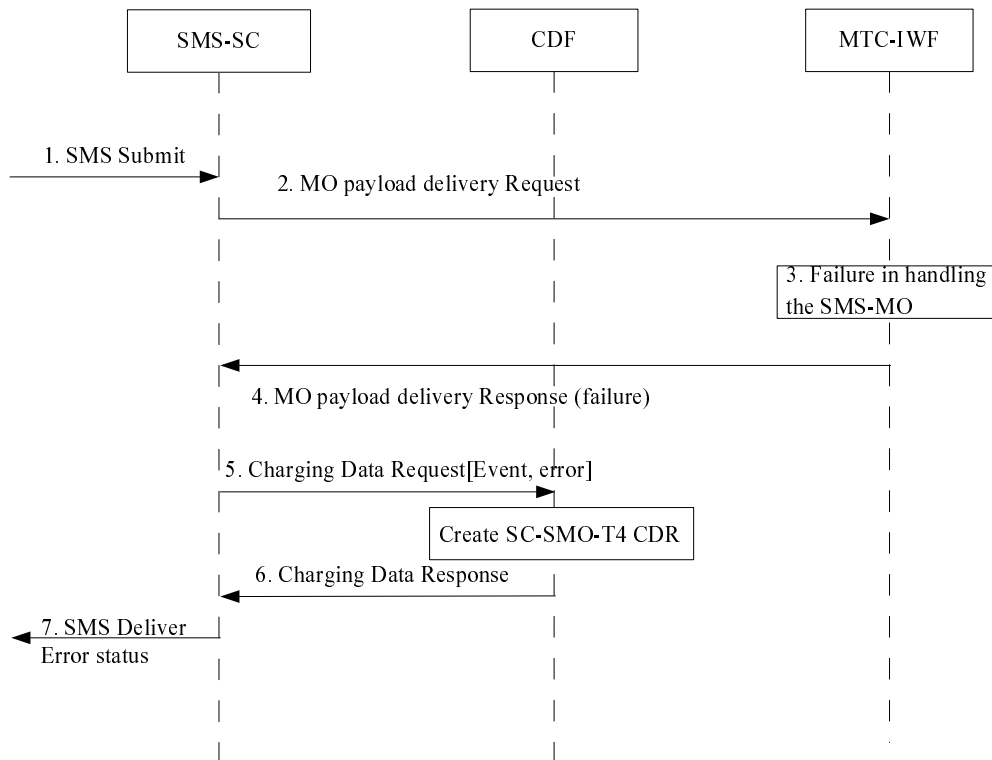 SMS-SC
CDF
MTC-IWF
1. SMS Submit
2. MO payload delivery Request
3. Failure in handling
the SMS-MO
4. MO payload delivery Response (failure)
5. Charging Data Request[Event, error]
Create SC-SMO-T4 CDR
6. Charging Data Response
7. SMS Deliver
Error status